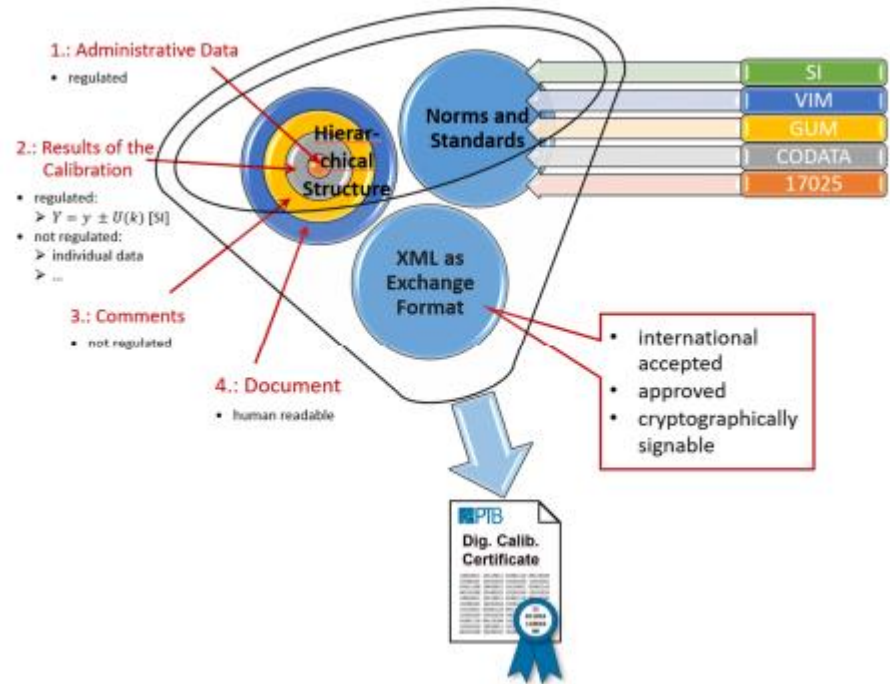 1.: Administrative Data
• regulated
2.: Results of the
Calibration
• regulated:
➢ Y = y ± U(k) [SI]
• not regulated:
➢ individual data
➢ ...
3.: Comments
• not regulated
4.: Document
• human readable
Hierar-
chical
Structure
Norms and
Standards
XML as
Exchange
Format
SI
VIM
GUM
CODATA
17025
• international
accepted
• approved
• cryptographically
signable
PTB
Dig. Calib.
Certificate